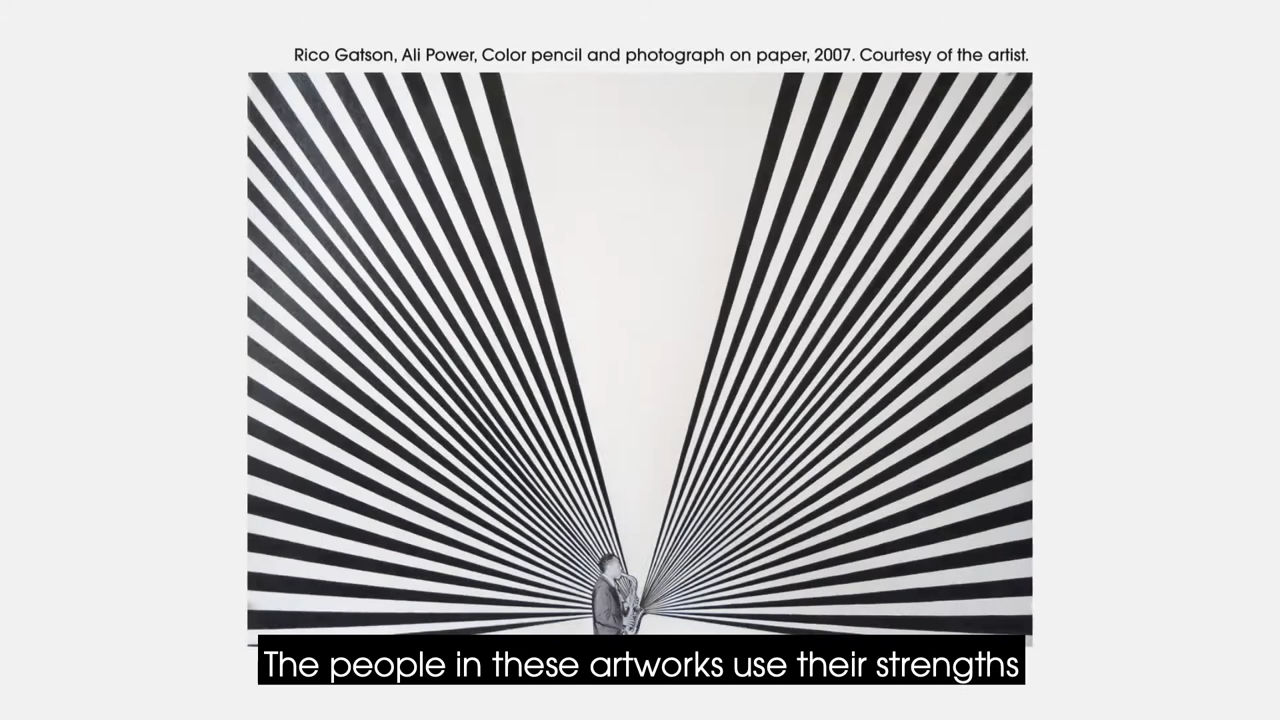 Rico Gatson, Ali Power, Color pencil and photograph on paper, 2007. Courtesy of the artist.
The people in these artworks use their strengths